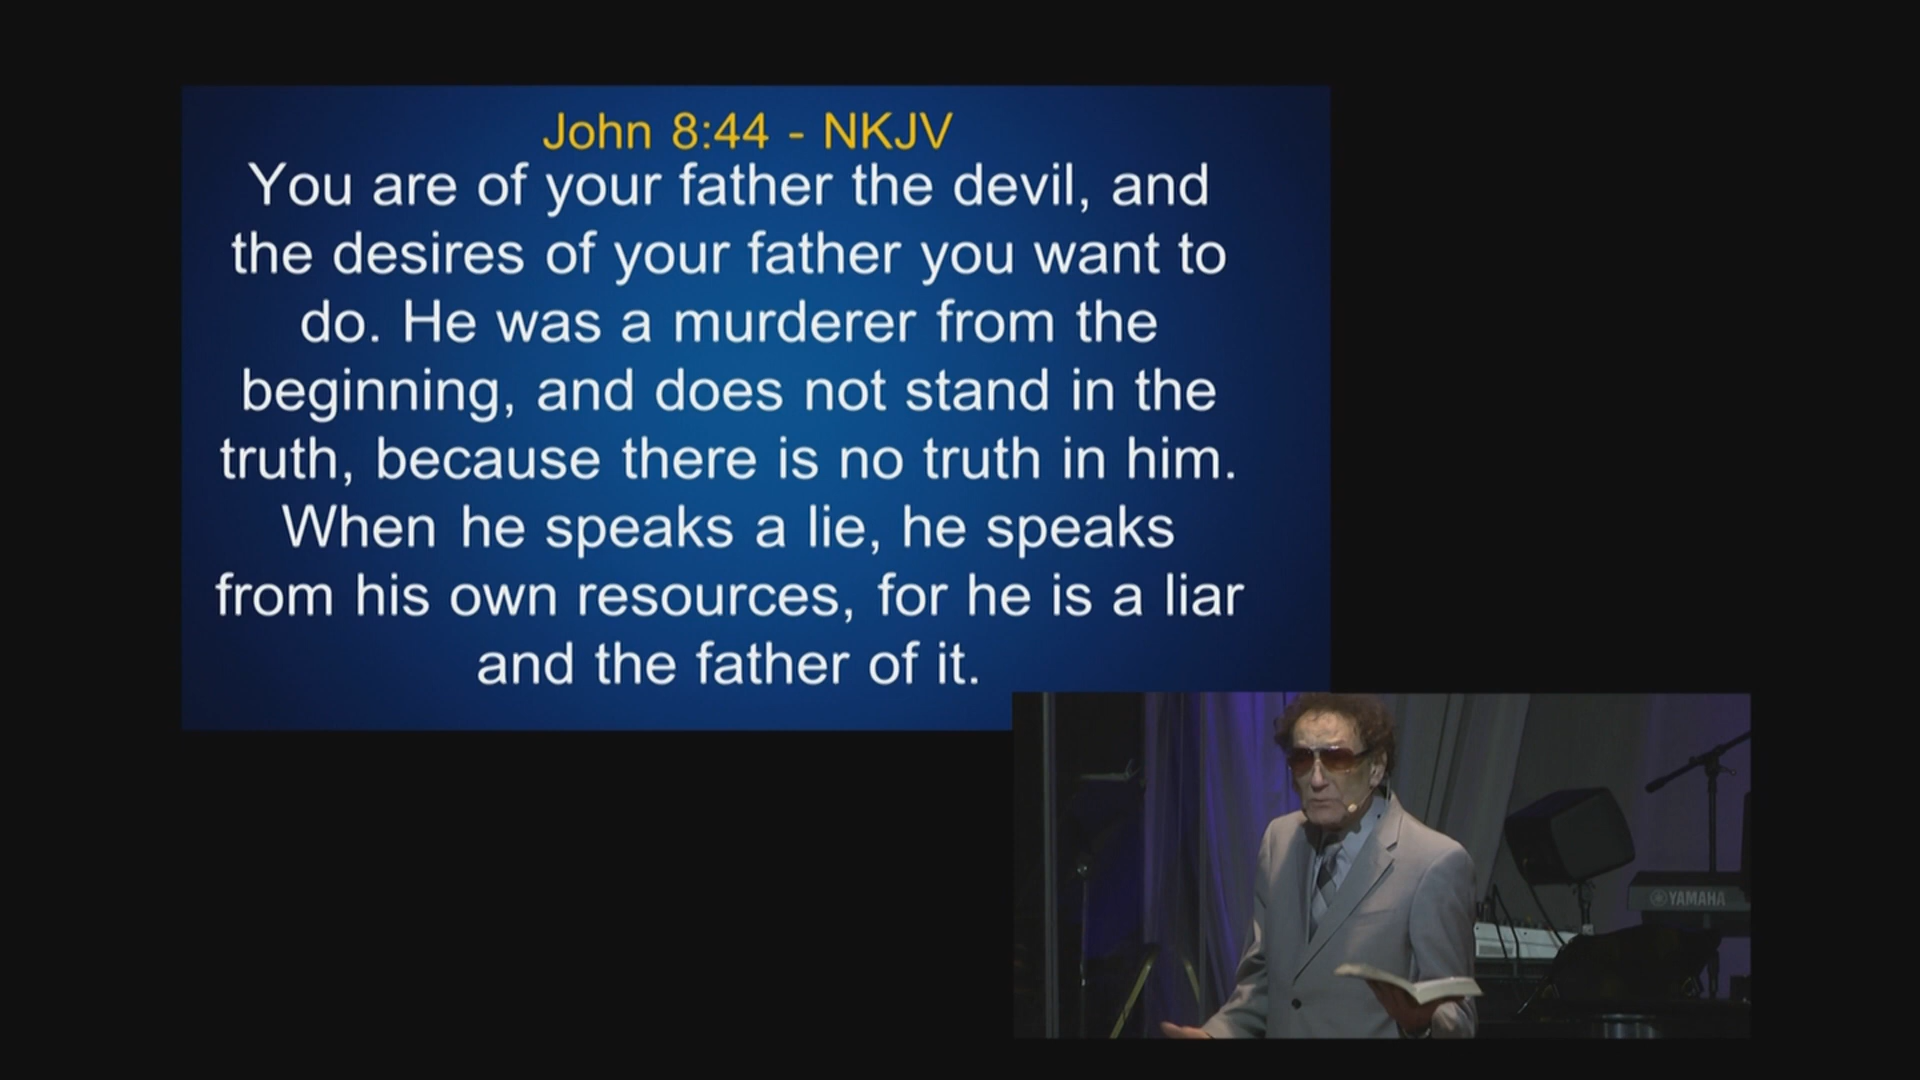 John 8:44 - NKJV
You are of your father the devil, and
the desires of your father you want to
do. He was a murderer from the
beginning, and does not stand in the
truth, because there is no truth in him.
When he speaks a lie, he speaks
from his own resources, for he is a liar
and the father of it.
YAMAHA